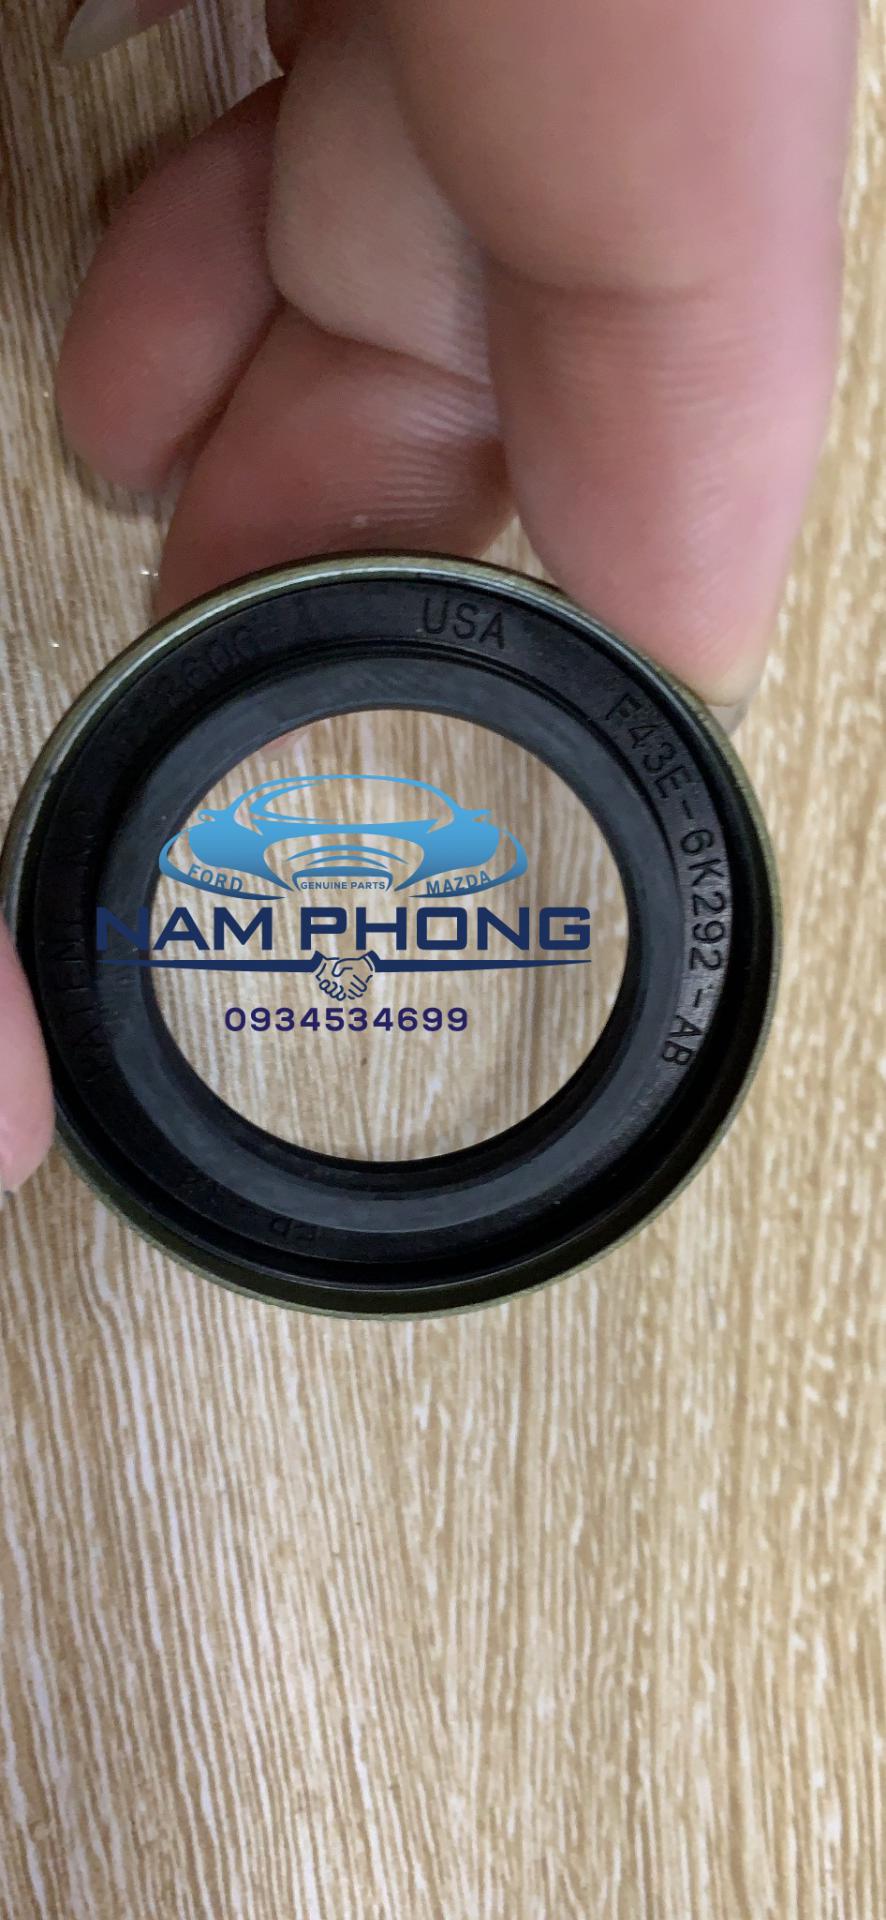 USA
F43E-6K292-AB
FORD
GENUINE PARTS
MAZDA
NAM PHONG
0934534699